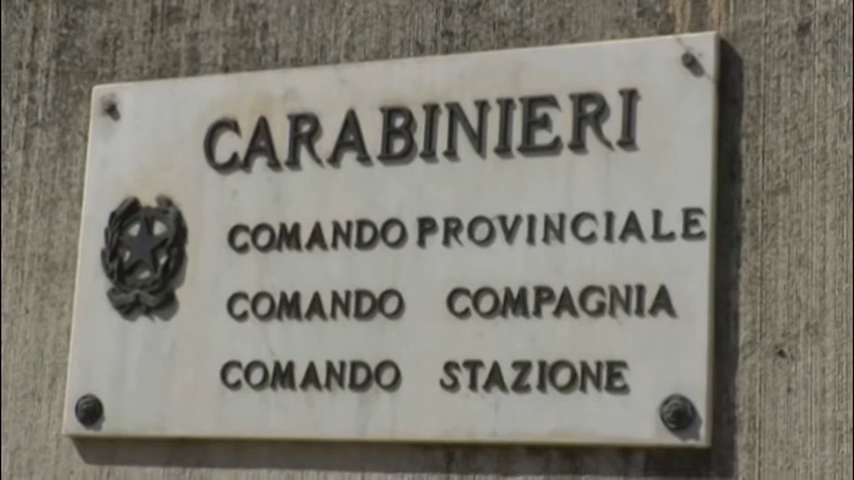 CARABINIERI
COMANDO PROVINCIALE
COMANDO COMPAGNIA
COMANDO STAZIONE